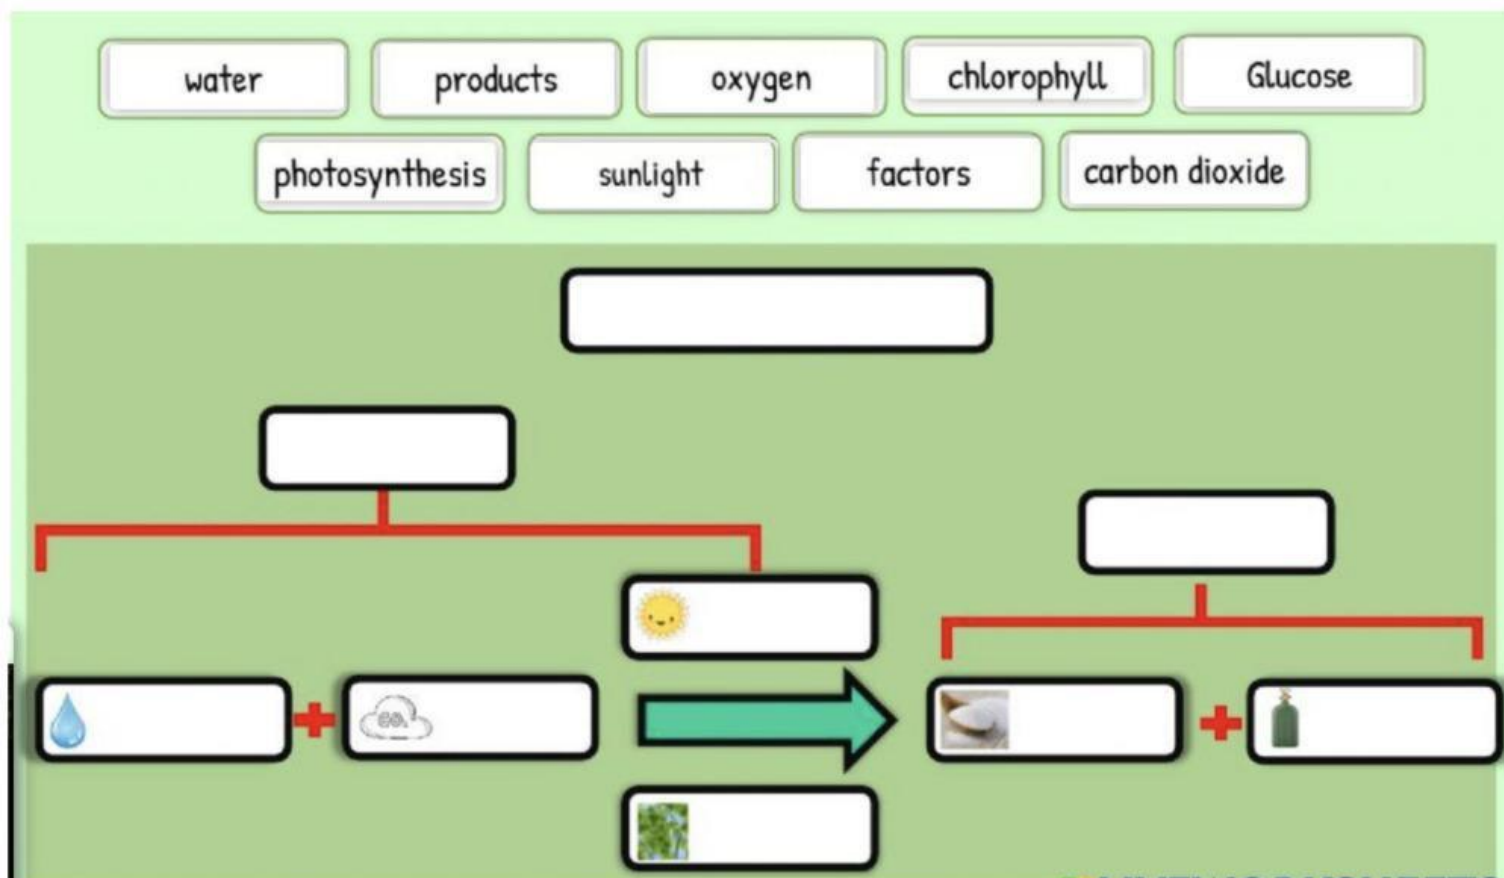 water products oxygen chlorophyll Glucose
photosynthesis sunlight factors carbon dioxide